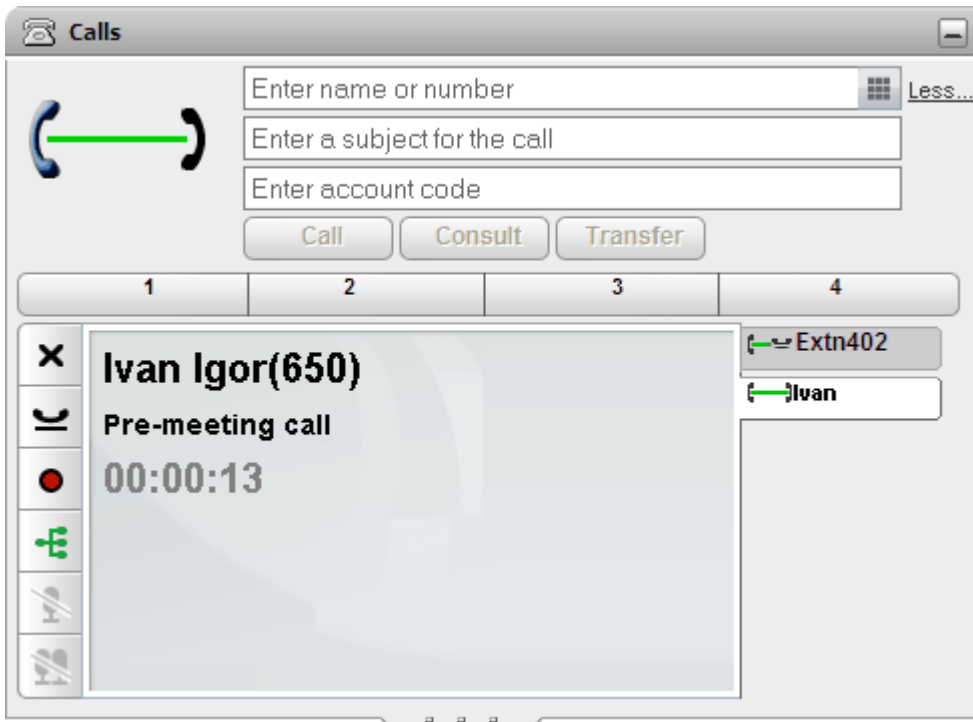 Calls
Enter name or number
Less...
Enter a subject for the call
Enter account code
Call Consult Transfer
1 2 3 4
Extn402
Ivan
Ivan Igor(650)
Pre-meeting call
00:00:13